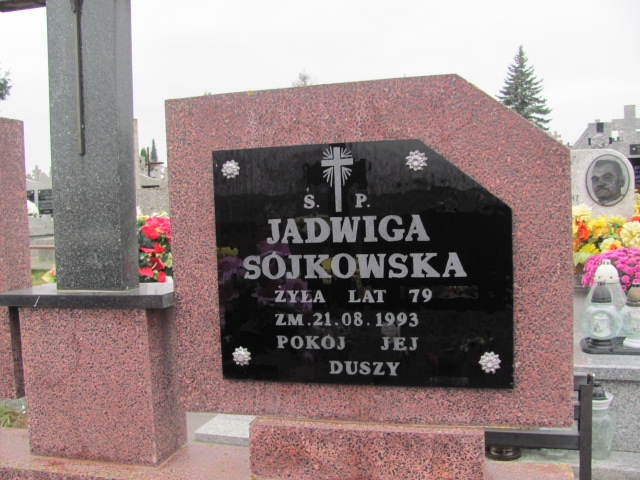 Ś. P.
JADWIGA
SÓJKOWSKA
ŻYŁA LAT 79
ZM. 21.08.1993
POKÓJ JEJ
DUSZY